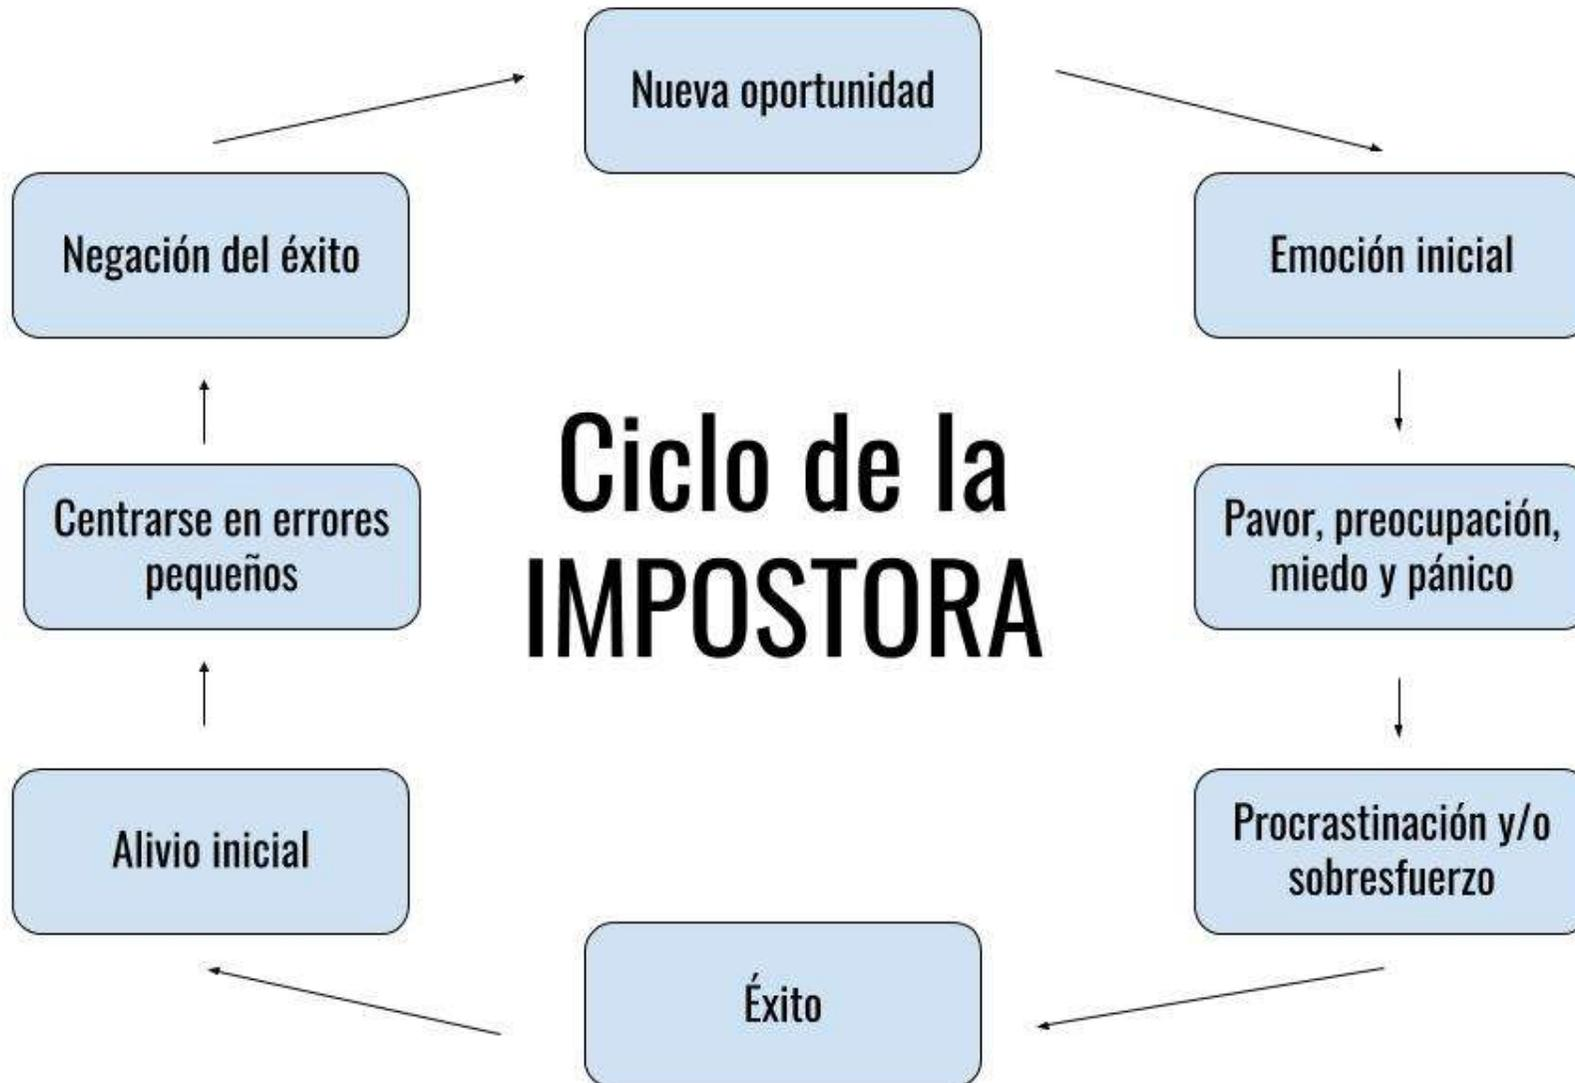 Nueva oportunidad
Emoción inicial
Pavor, preocupación,
miedo y pánico
Procrastinación y/o
sobresfuerzo
Éxito
Alivio inicial
Centrarse en errores
pequeños
Negación del éxito
Ciclo de la
IMPOSTORA